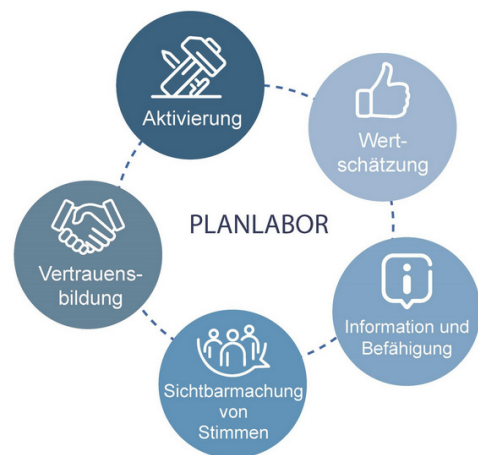 Aktivierung
Wert-
schätzung
PLANLABOR
Vertrauens-
bildung
Information und
Befähigung
Sichtbarmachung
von
Stimmen